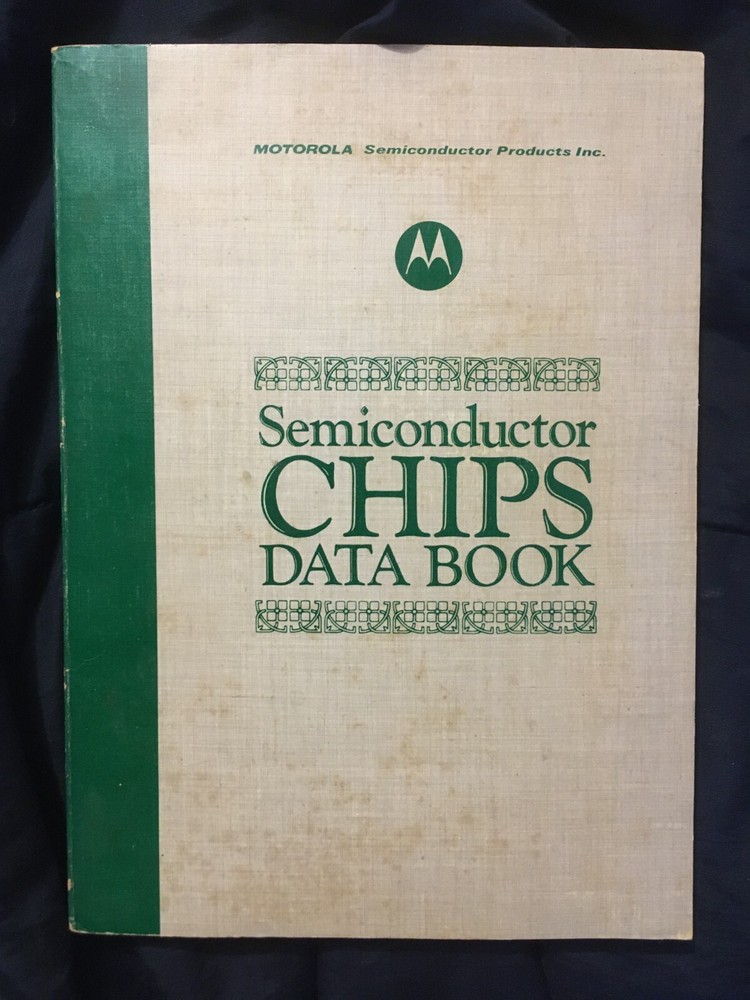 MOTOROLA Semiconductor Products Inc.
Semiconductor
CHIPS
DATA BOOK